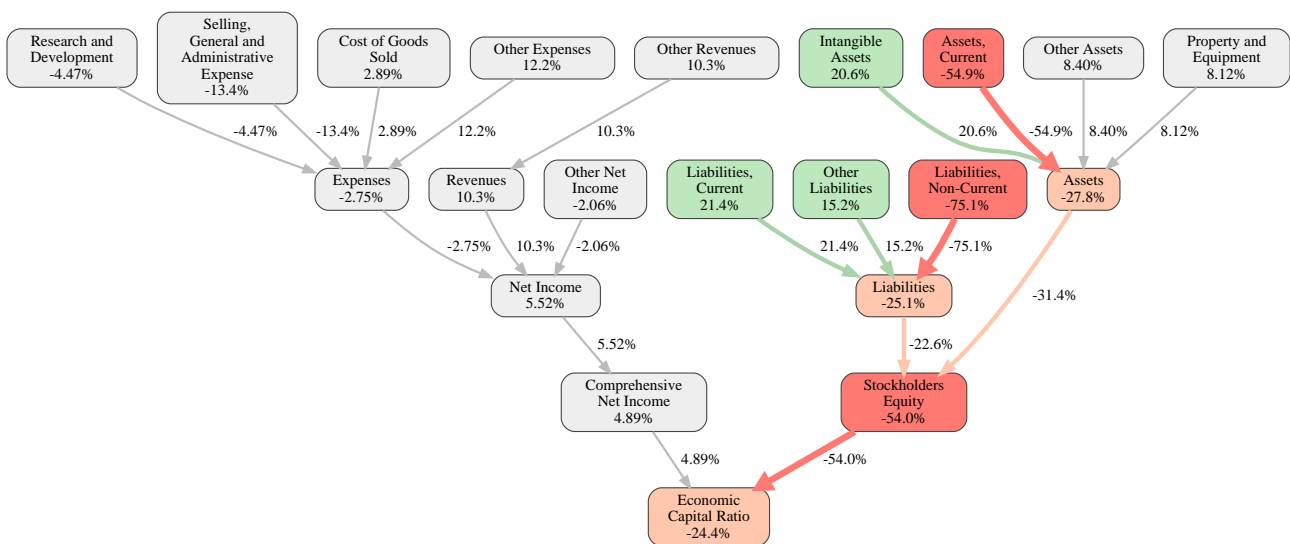 Research and
Development
-4.47%
Selling,
General and
Administrative
Expense
-13.4%
Cost of Goods
Sold
2.89%
Other Expenses
12.2%
Other Revenues
10.3%
Intangible
Assets
20.6%
Assets,
Current
-54.9%
Other Assets
8.40%
Property and
Equipment
8.12%
-4.47%
-13.4%
2.89%
12.2%
10.3%
20.6%
-54.9%
8.40%
8.12%
Expenses
-2.75%
Revenues
10.3%
Other Net
Income
-2.06%
Liabilities,
Current
21.4%
Other
Liabilities
15.2%
Liabilities,
Non-Current
-75.1%
Assets
-27.8%
-2.75%
10.3%
-2.06%
21.4%
15.2%
-75.1%
Net Income
5.52%
Liabilities
-25.1%
-31.4%
5.52%
-22.6%
Comprehensive
Net Income
4.89%
Stockholders
Equity
-54.0%
4.89%
-54.0%
Economic
Capital Ratio
-24.4%